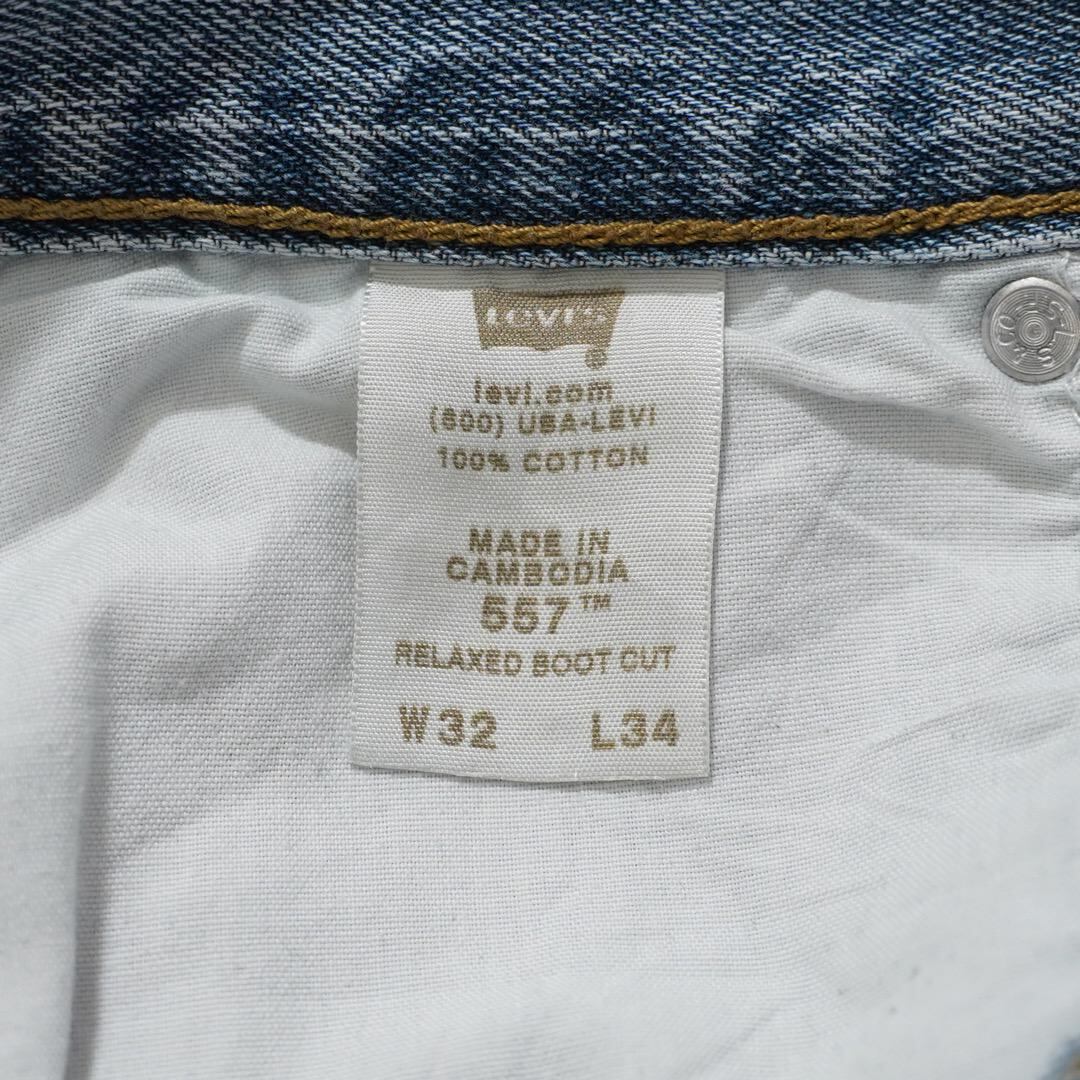 Levi's
®
levi.com
(800) USA-LEVI
100% COTTON
MADE IN
CAMBODIA
557™
RELAXED BOOT CUT
W32 L34